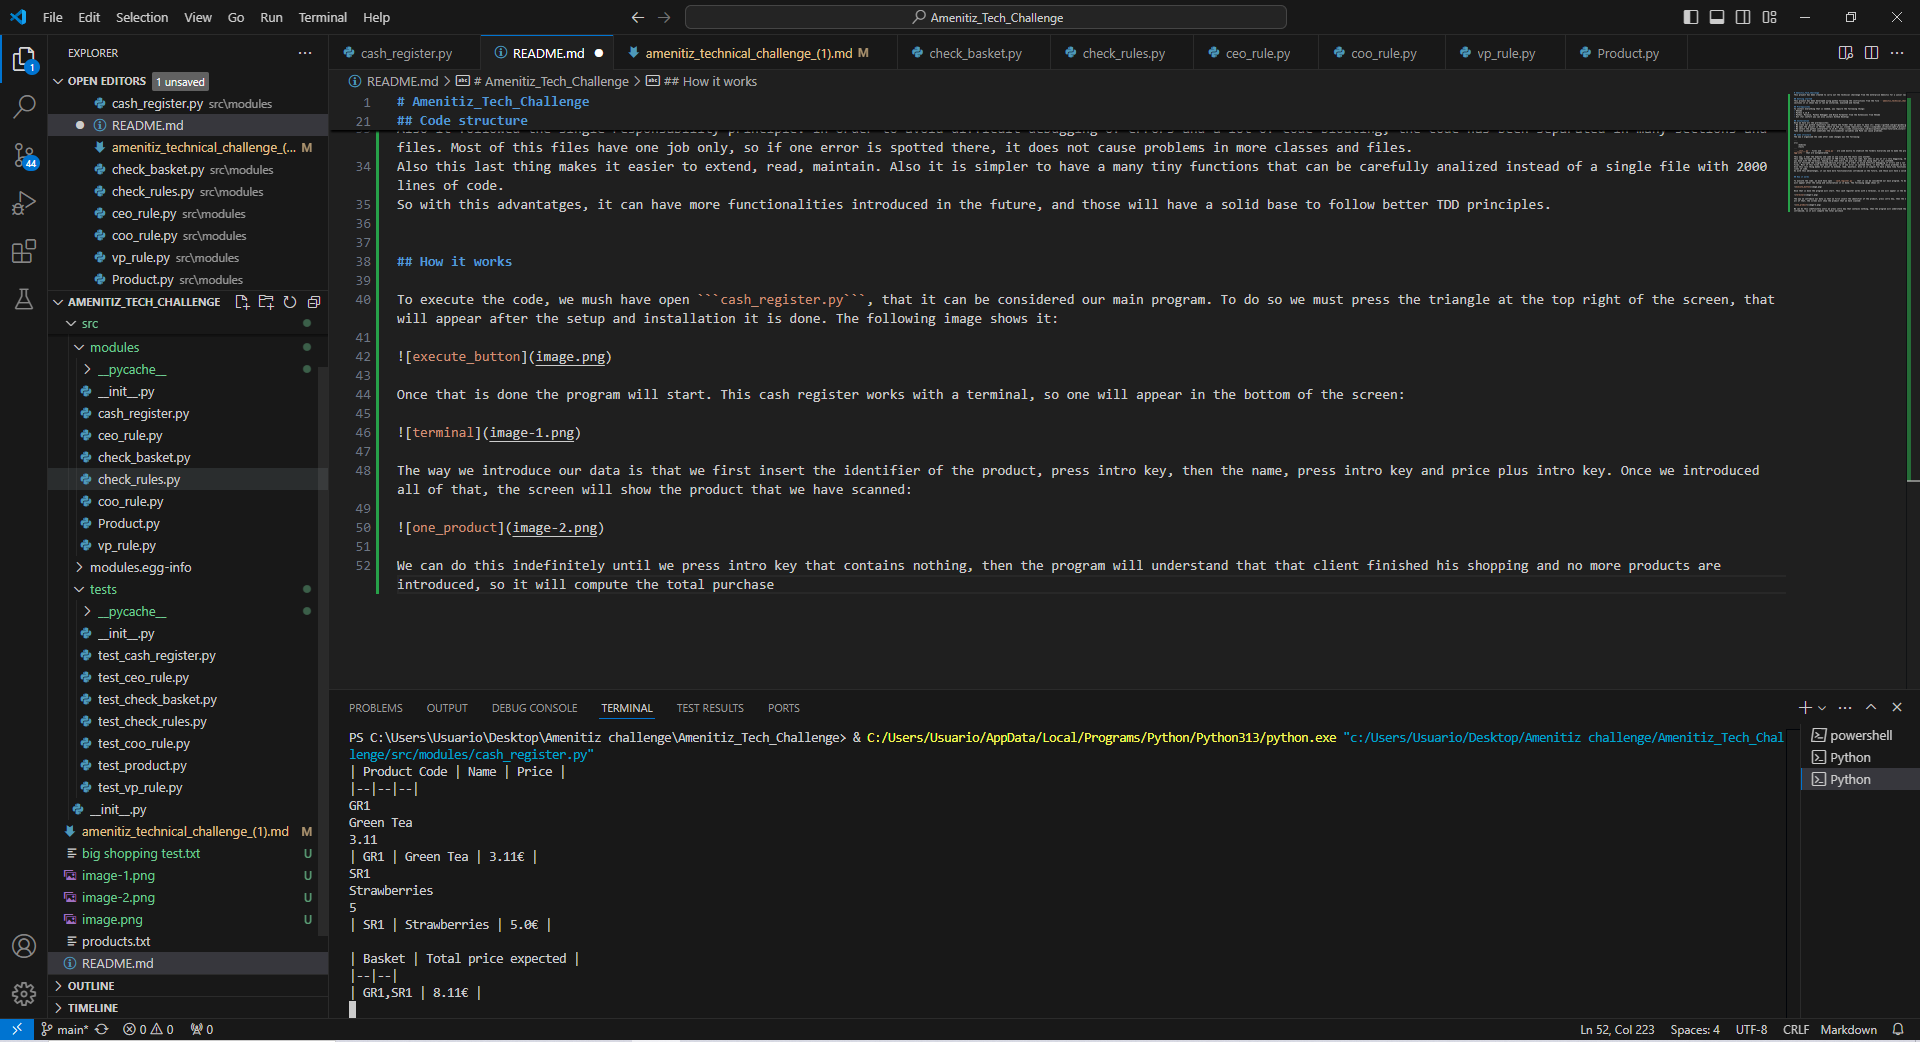 File Edit Selection View Go Run Terminal Help
Amenitiz_Tech_Challenge
EXPLORER
OPEN EDITORS 1 unsaved
cash_register.py src\modules
README.md
amenitiz_technical_challenge_(... M
check_basket.py src\modules
check_rules.py src\modules
ceo_rule.py src\modules
coo_rule.py src\modules
vp_rule.py src\modules
Product.py src\modules
AMENITIZ_TECH_CHALLENGE
src
modules
__pycache__
__init__.py
cash_register.py
ceo_rule.py
check_basket.py
check_rules.py
coo_rule.py
Product.py
vp_rule.py
modules.egg-info
tests
__pycache__
__init__.py
test_cash_register.py
test_ceo_rule.py
test_check_basket.py
test_check_rules.py
test_coo_rule.py
test_product.py
test_vp_rule.py
__init__.py
amenitiz_technical_challenge_(1).md M
big shopping test.txt U
image-1.png U
image-2.png U
image.png U
products.txt
README.md
OUTLINE
TIMELINE
1
44
cash_register.py README.md amenitiz_technical_challenge_(1).md M check_basket.py check_rules.py ceo_rule.py coo_rule.py vp_rule.py Product.py
README.md > # Amenitiz_Tech_Challenge > ## How it works
1 # Amenitiz_Tech_Challenge
21 ## Code structure
files. Most of this files have one job only, so if one error is spotted there, it does not cause problems in more classes and files.
34 Also this last thing makes it easier to extend, read, maintain. Also it is simpler to have a many tiny functions that can be carefully analized instead of a single file with 2000
lines of code.
35 So with this advantatges, it can have more functionalities introduced in the future, and those will have a solid base to follow better TDD principles.
36
37
38 ## How it works
39
40 To execute the code, we mush have open ```cash_register.py```, that it can be considered our main program. To do so we must press the triangle at the top right of the screen, that
will appear after the setup and installation it is done. The following image shows it:
41
42 ![execute_button](image.png)
43
44 Once that is done the program will start. This cash register works with a terminal, so one will appear in the bottom of the screen:
45
46 ![terminal](image-1.png)
47
48 The way we introduce our data is that we first insert the identifier of the product, press intro key, then the name, press intro key and price plus intro key. Once we introduced
all of that, the screen will show the product that we have scanned:
49
50 ![one_product](image-2.png)
51
52 We can do this indefinitely until we press intro key that contains nothing, then the program will understand that that client finished his shopping and no more products are
introduced, so it will compute the total purchase
PROBLEMS OUTPUT DEBUG CONSOLE TERMINAL TEST RESULTS PORTS
PS C:\Users\Usuario\Desktop\Amenitiz challenge\Amenitiz_Tech_Challenge> & C:/Users/Usuario/AppData/Local/Programs/Python/Python313/python.exe "c:/Users/Usuario/Desktop/Amenitiz challenge/Amenitiz_Tech_Chal
lenge/src/modules/cash_register.py"
| Product Code | Name | Price |
|--|--|--|
GR1
Green Tea
3.11
| GR1 | Green Tea | 3.11€ |
SR1
Strawberries
5
| SR1 | Strawberries | 5.0€ |
| Basket | Total price expected |
|--|--|
| GR1,SR1 | 8.11€ |
powershell
Python
Python
main* 0 0 0 Ln 52, Col 223 Spaces: 4 UTF-8 CRLF Markdown